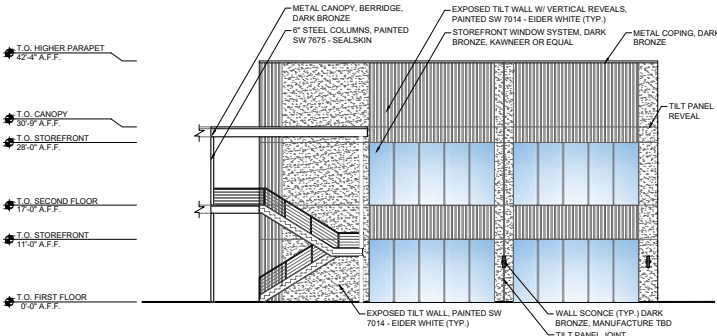 METAL CANOPY, BERRIDGE,
DARK BRONZE
6" STEEL COLUMNS, PAINTED
SW 7675 - SEALSKIN
EXPOSED TILT WALL W/ VERTICAL REVEALS,
PAINTED SW 7014 - EIDER WHITE (TYP.)
STOREFRONT WINDOW SYSTEM, DARK
BRONZE, KAWNEER OR EQUAL
METAL COPING, DARK
BRONZE
T.O. HIGHER PARAPET
42'-4" A.F.F.
T.O. CANOPY
30'-9" A.F.F.
T.O. STOREFRONT
28'-0" A.F.F.
TILT PANEL
REVEAL
T.O. SECOND FLOOR
17'-0" A.F.F.
T.O. STOREFRONT
11'-0" A.F.F.
T.O. FIRST FLOOR
0'-0" A.F.F.
EXPOSED TILT WALL, PAINTED SW
7014 - EIDER WHITE (TYP.)
WALL SCONCE (TYP.) DARK
BRONZE, MANUFACTURE TBD
TILT PANEL JOINT